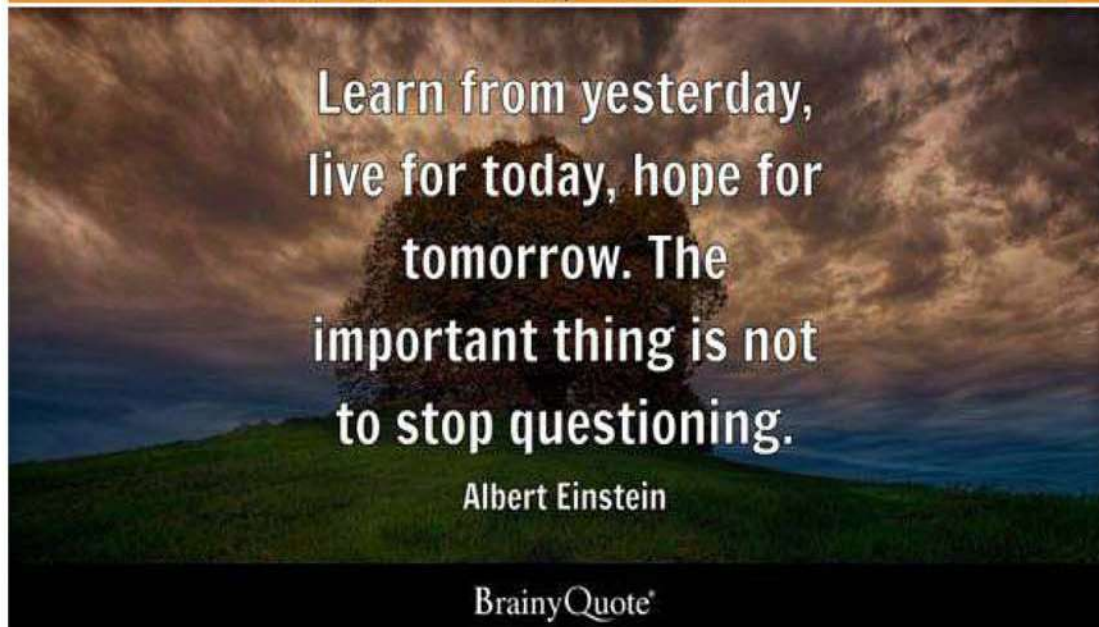 Learn from yesterday,
live for today, hope for
tomorrow. The
important thing is not
to stop questioning.
Albert Einstein
BrainyQuote®